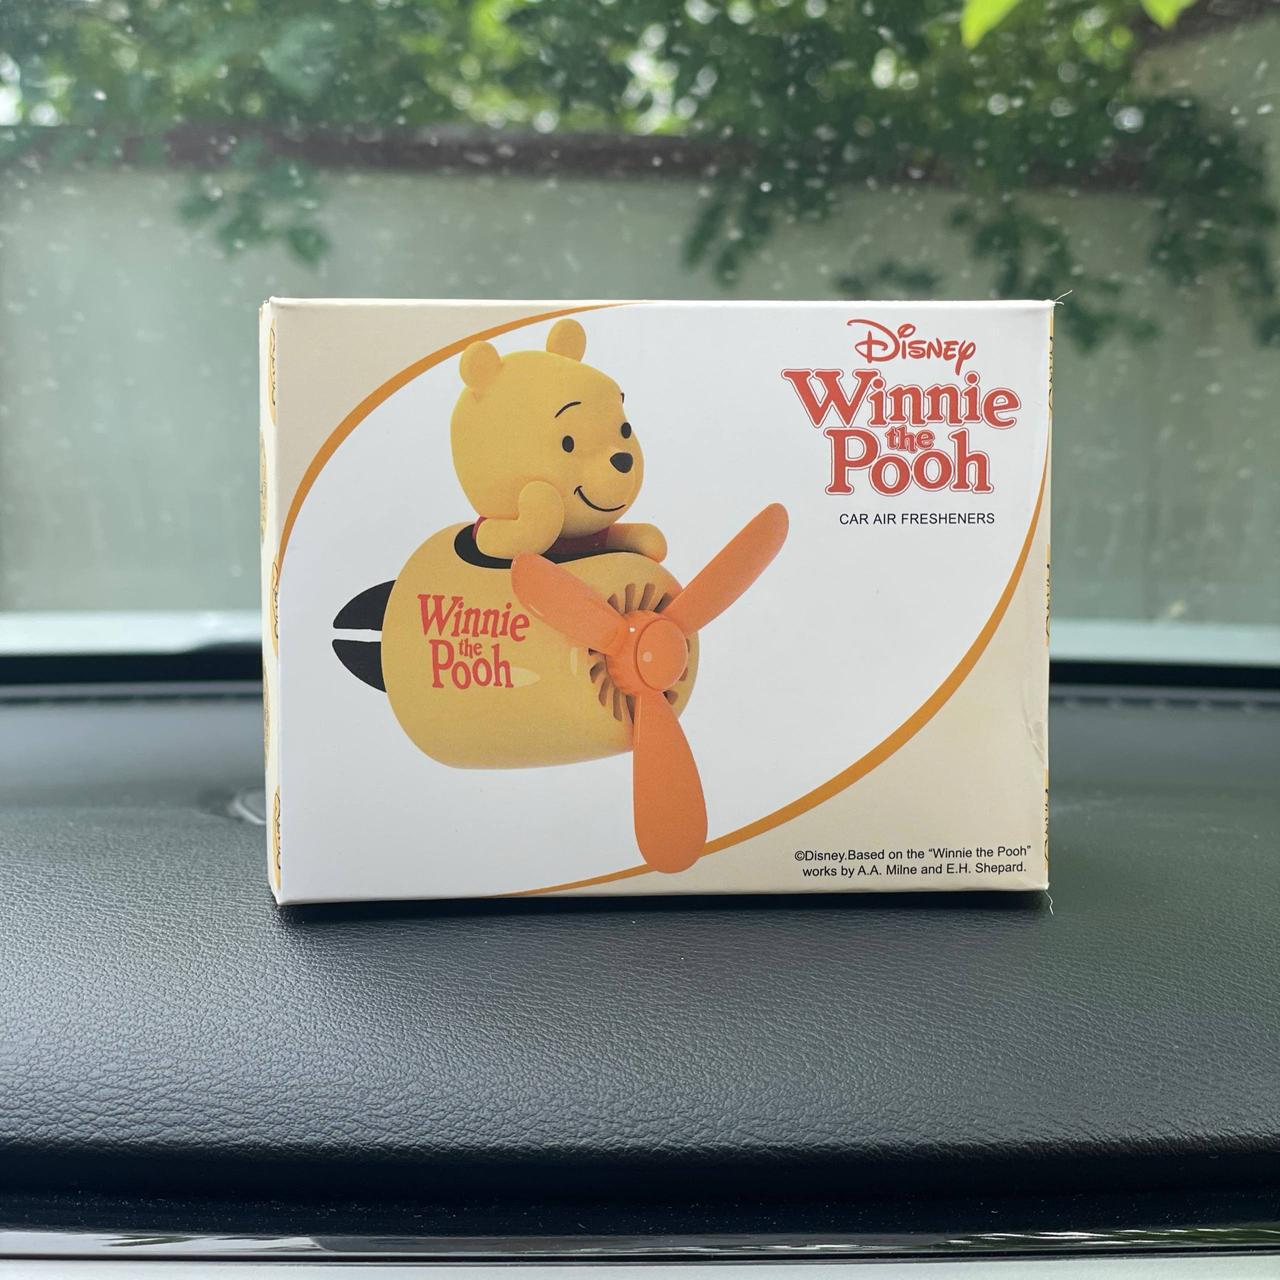 Disney
Winnie
the
Pooh
CAR AIR FRESHENERS
Winnie
the
Pooh
©Disney.Based on the “Winnie the Pooh”
works by A.A. Milne and E.H. Shepard.